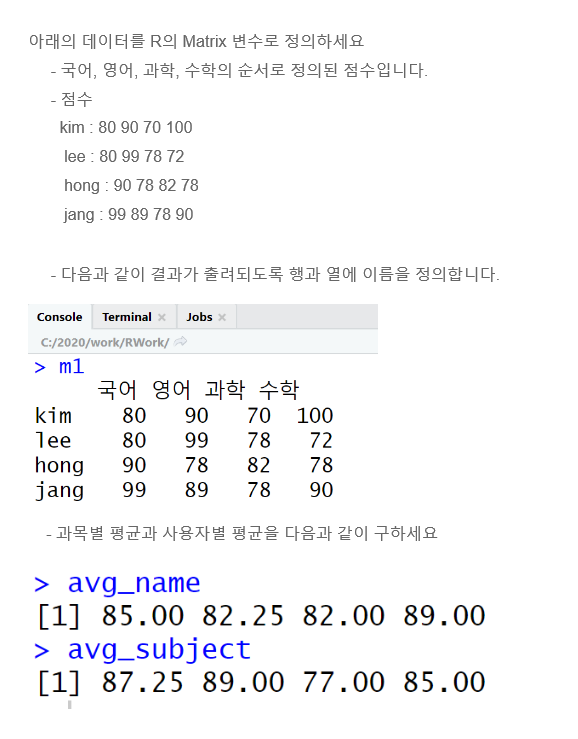 아래의 데이터를 R의 Matrix 변수로 정의하세요
- 국어, 영어, 과학, 수학의 순서로 정의된 점수입니다.
- 점수
kim : 80 90 70 100
lee : 80 99 78 72
hong : 90 78 82 78
jang : 99 89 78 90
- 다음과 같이 결과가 출려되도록 행과 열에 이름을 정의합니다.
Console Terminal × Jobs ×
C:/2020/work/RWork/
> m1
국어 영어 과학 수학
kim 80 90 70 100
lee 80 99 78 72
hong 90 78 82 78
jang 99 89 78 90
- 과목별 평균과 사용자별 평균을 다음과 같이 구하세요
> avg_name
[1] 85.00 82.25 82.00 89.00
> avg_subject
[1] 87.25 89.00 77.00 85.00